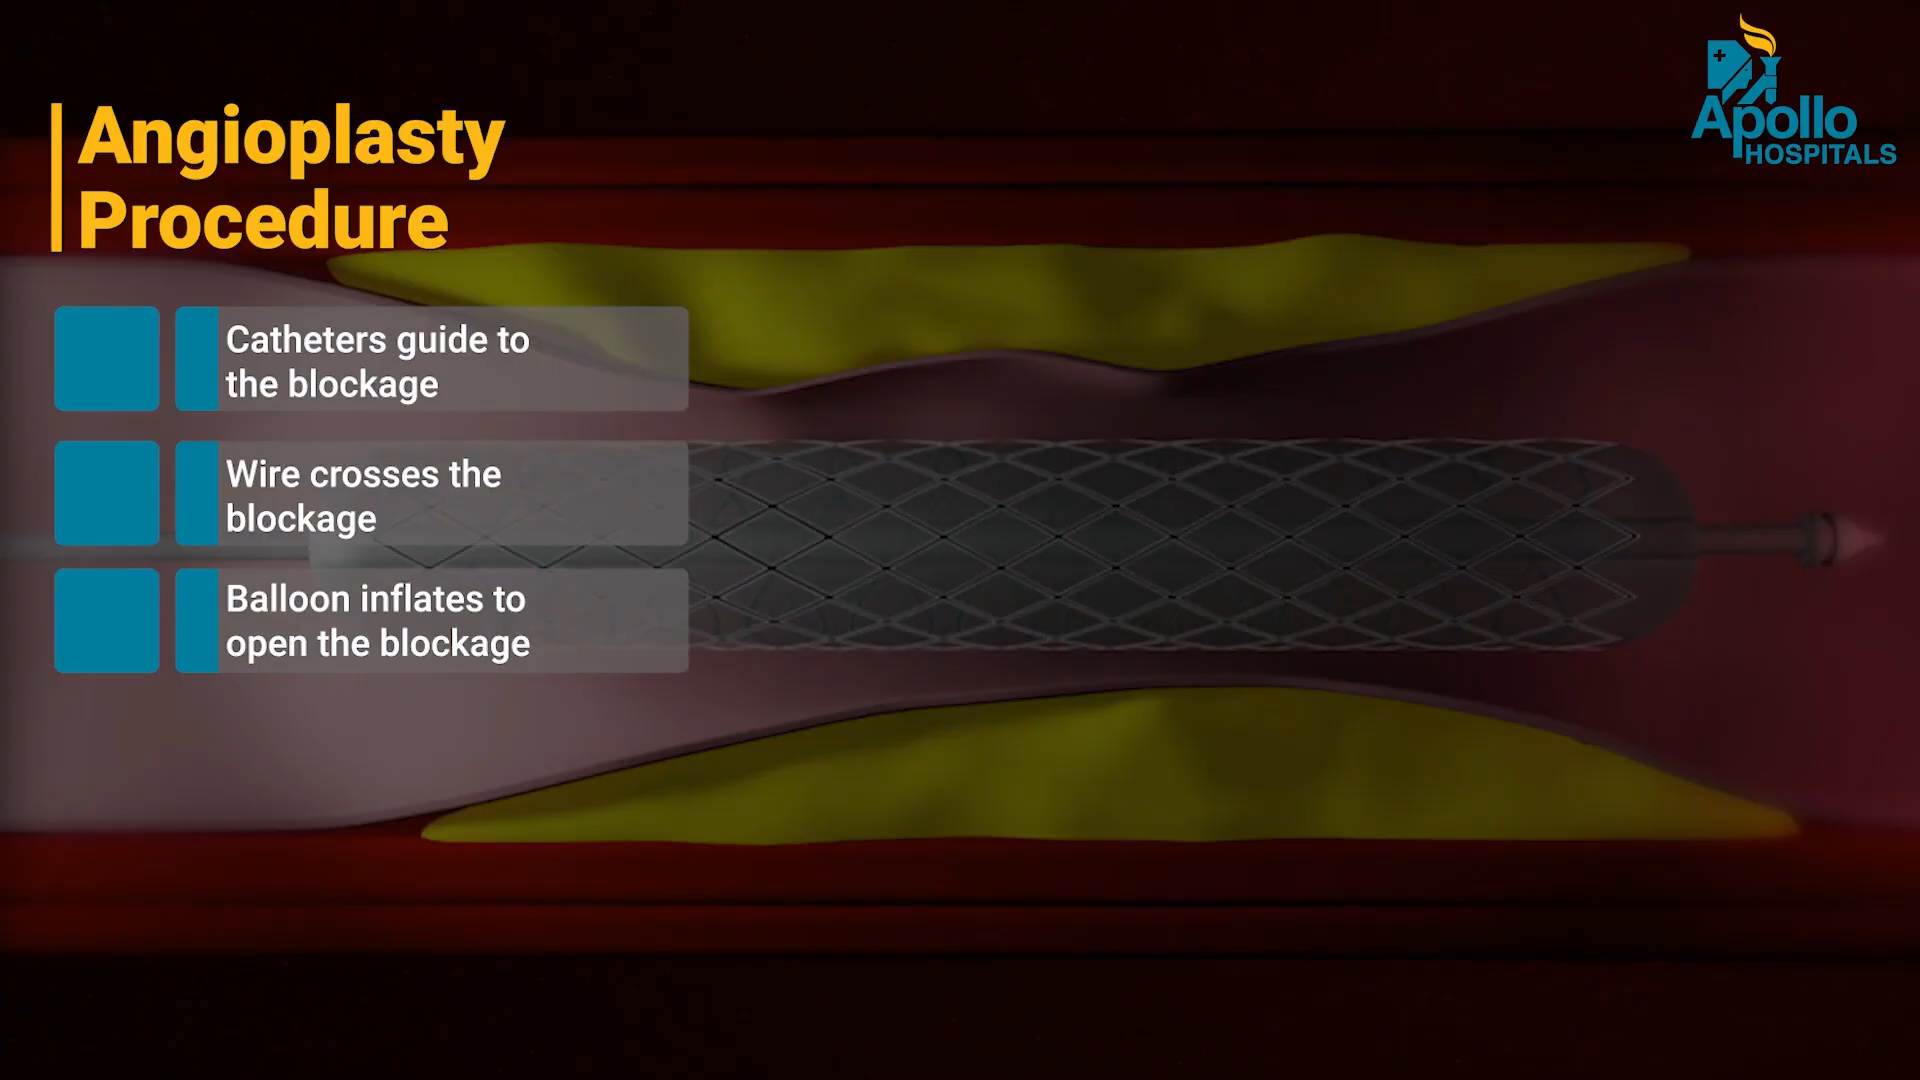 Angioplasty
Procedure
Catheters guide to
the blockage
Wire crosses the
blockage
Balloon inflates to
open the blockage
Apollo
HOSPITALS